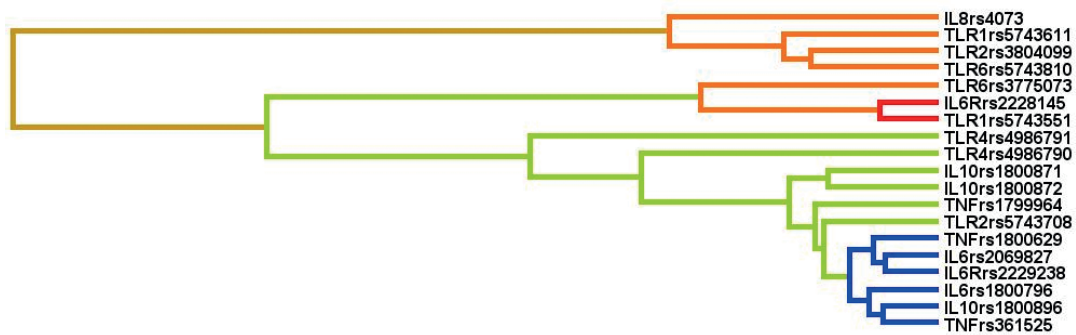 IL8rs4073
TLR1rs5743611
TLR2rs3804099
TLR6rs5743810
TLR6rs3775073
IL6Rrs2228145
TLR1rs5743551
TLR4rs4986791
TLR4rs4986790
IL10rs1800871
IL10rs1800872
TNFrs1799964
TLR2rs5743708
TNFrs1800629
IL6rs2069827
IL6Rrs2229238
IL6rs1800796
IL10rs1800896
TNFrs361525